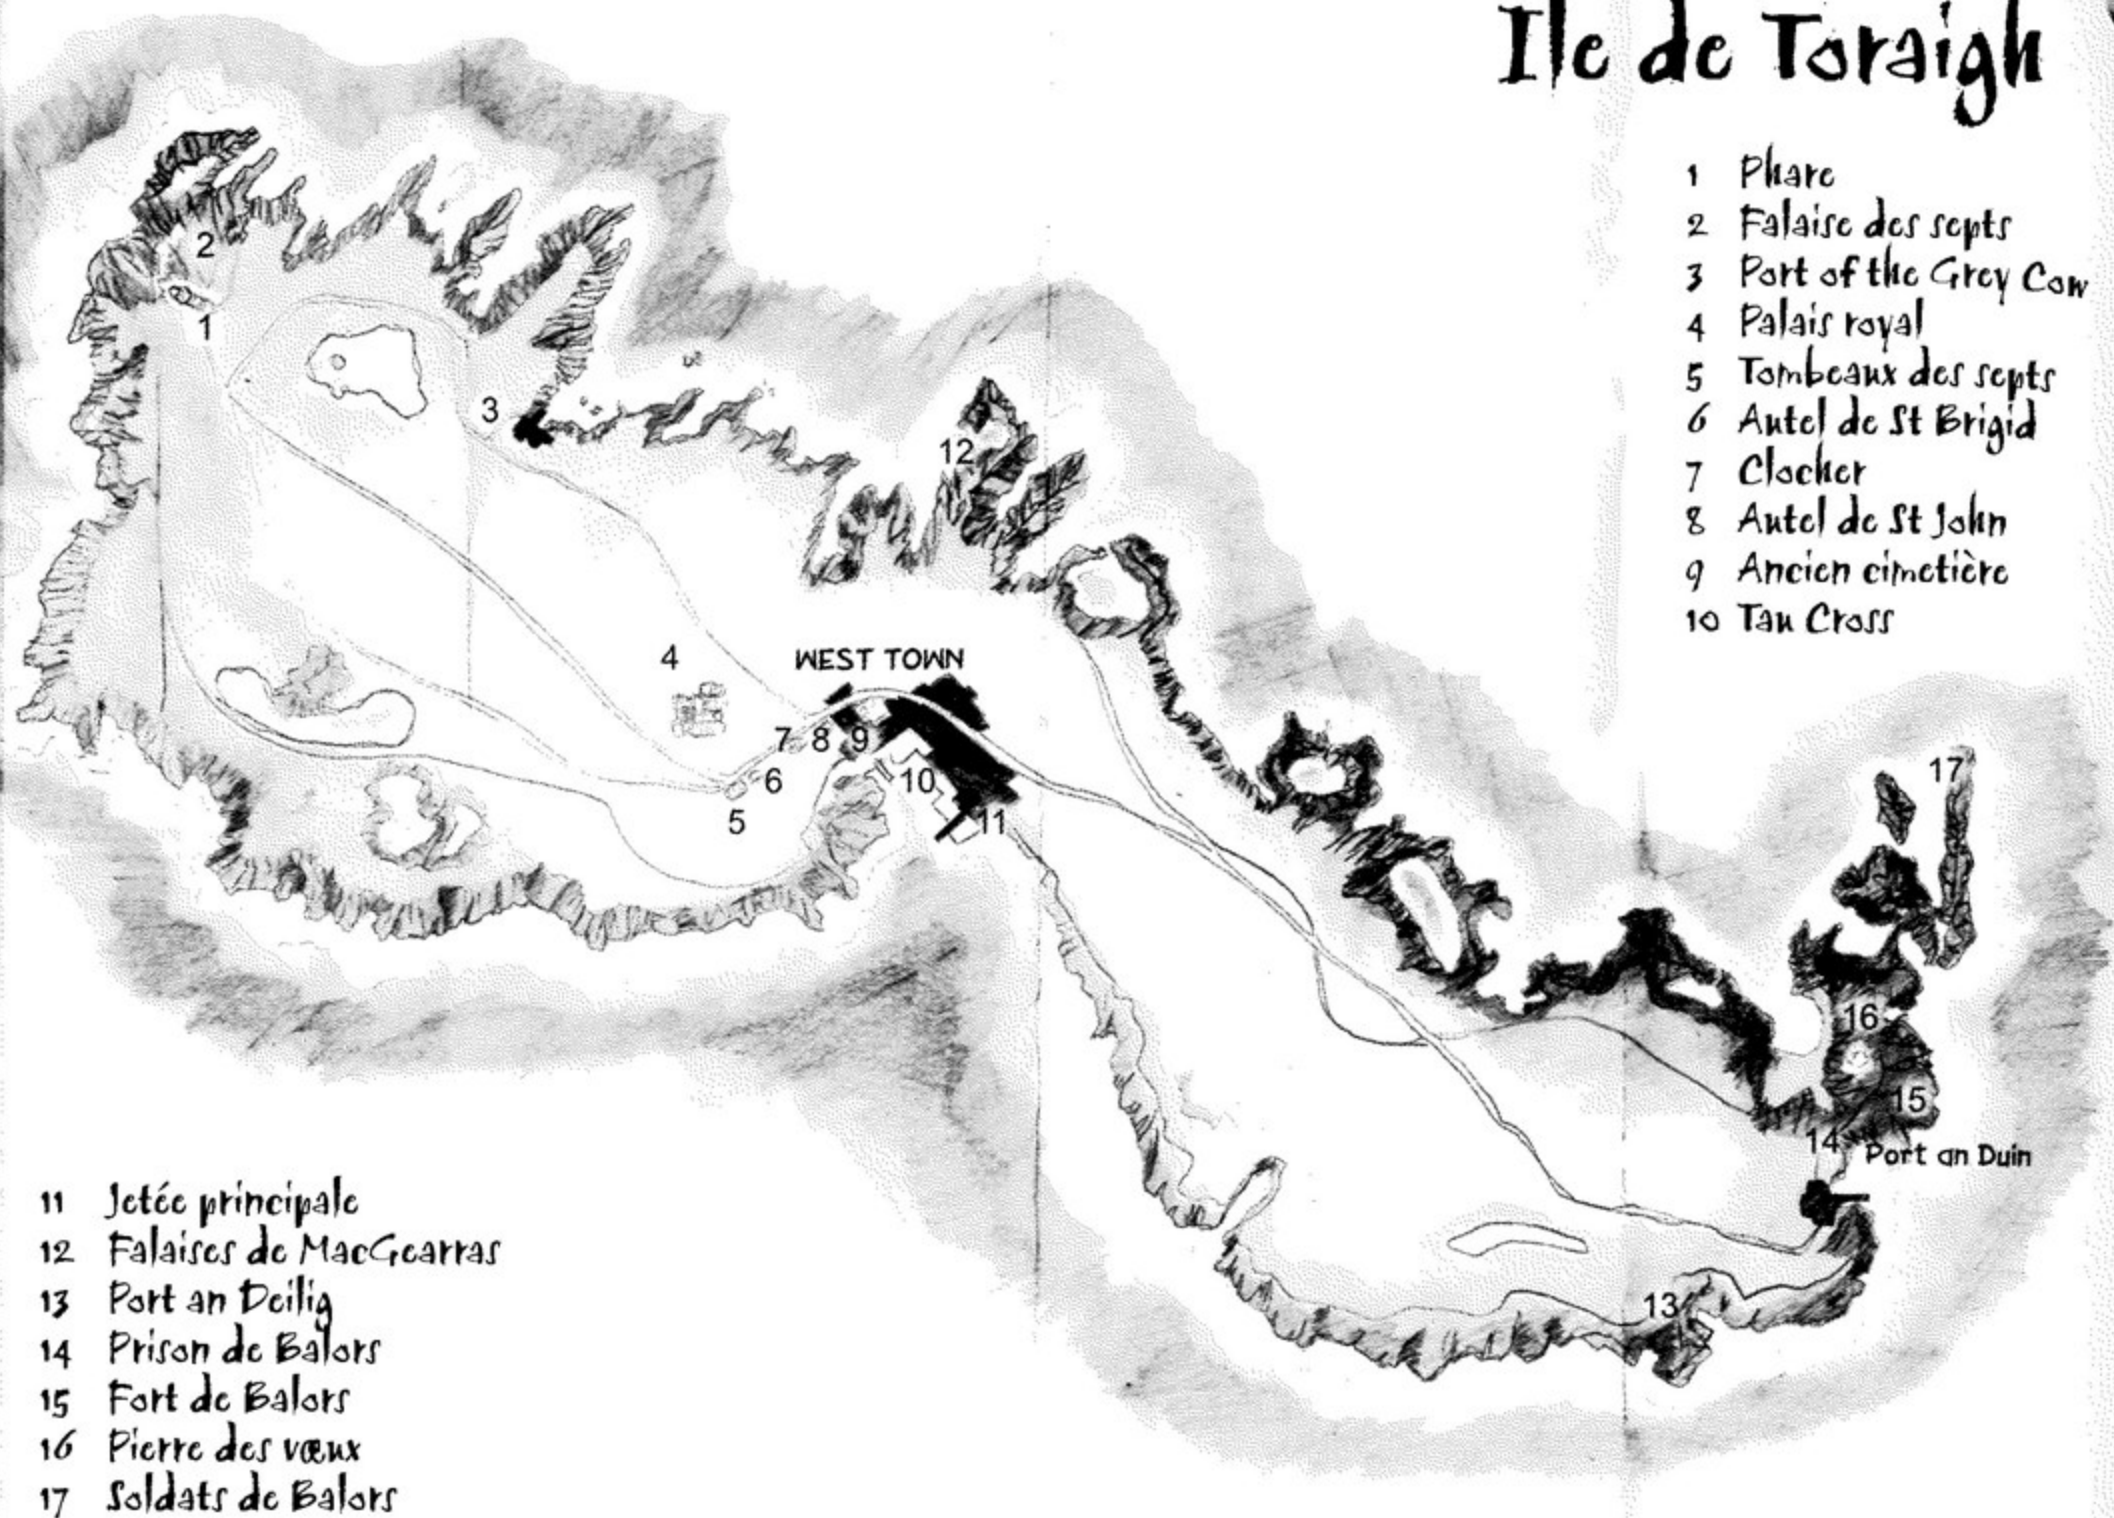 Ile de Toraigh
1 Phare
2 Falaise des septs
3 Port of the Grey Cow
4 Palais royal
5 Tombeaux des septs
6 Autel de St Brigid
7 Clocher
8 Autel de St John
9 Ancien cimetière
10 Tau Cross
2
1
3
12
4
WEST TOWN
7 8 9
6
10
5
11
17
16
15
14
Port an Duin
13
11 Jetée principale
12 Falaises de MacGearras
13 Port an Deilig
14 Prison de Balors
15 Fort de Balors
16 Pierre des vœux
17 Soldats de Balors